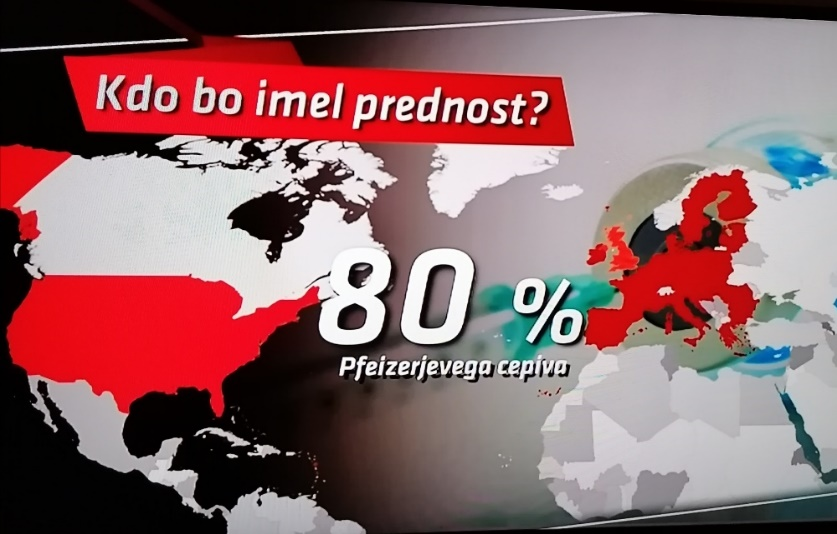 Kdo bo imel prednost?
80 %
Pfeizerjevega cepiva